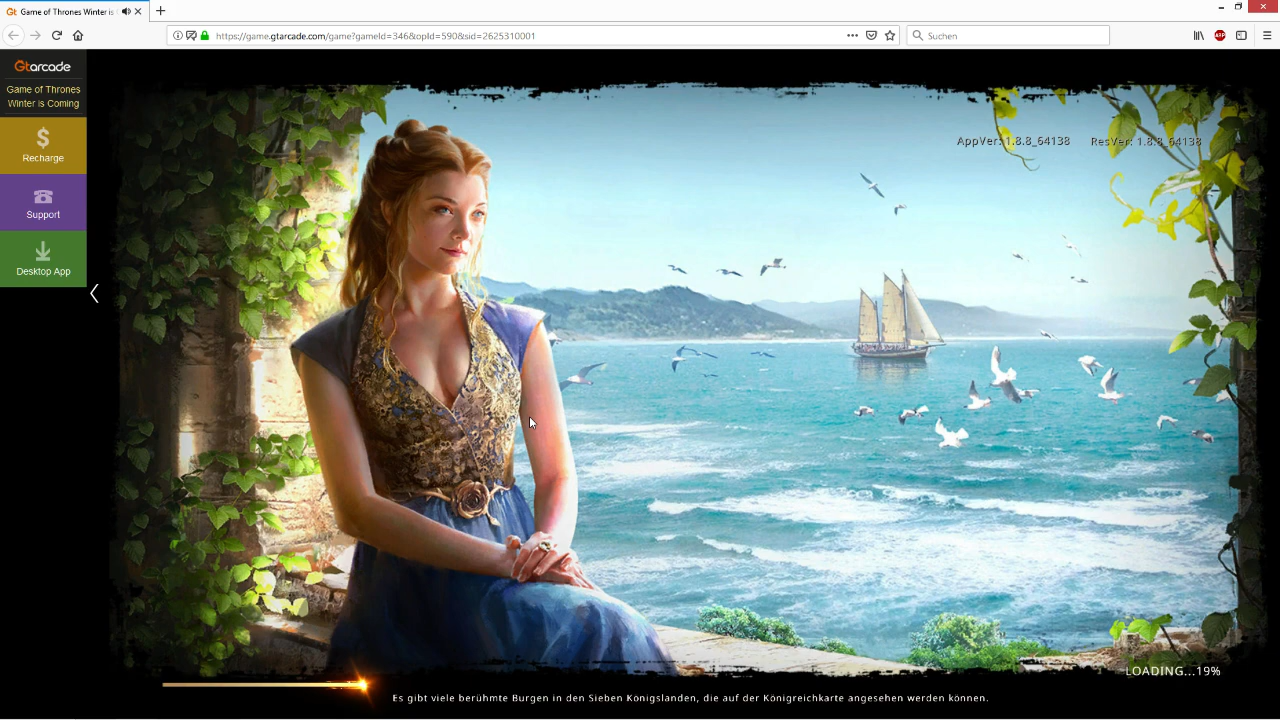 Game of Thrones Winter is
https://game.gtarcade.com/game?gameId=346&opId=590&sid=2625310001
Suchen
ABP
Gtarcade
Game of Thrones
Winter is Coming
$
Recharge
Support
Desktop App
AppVer: 1.8.8_64138 ResVer: 1.8.8_64138
LOADING...19%
Es gibt viele berühmte Burgen in den Sieben Königslanden, die auf der Königreichkarte angesehen werden können.